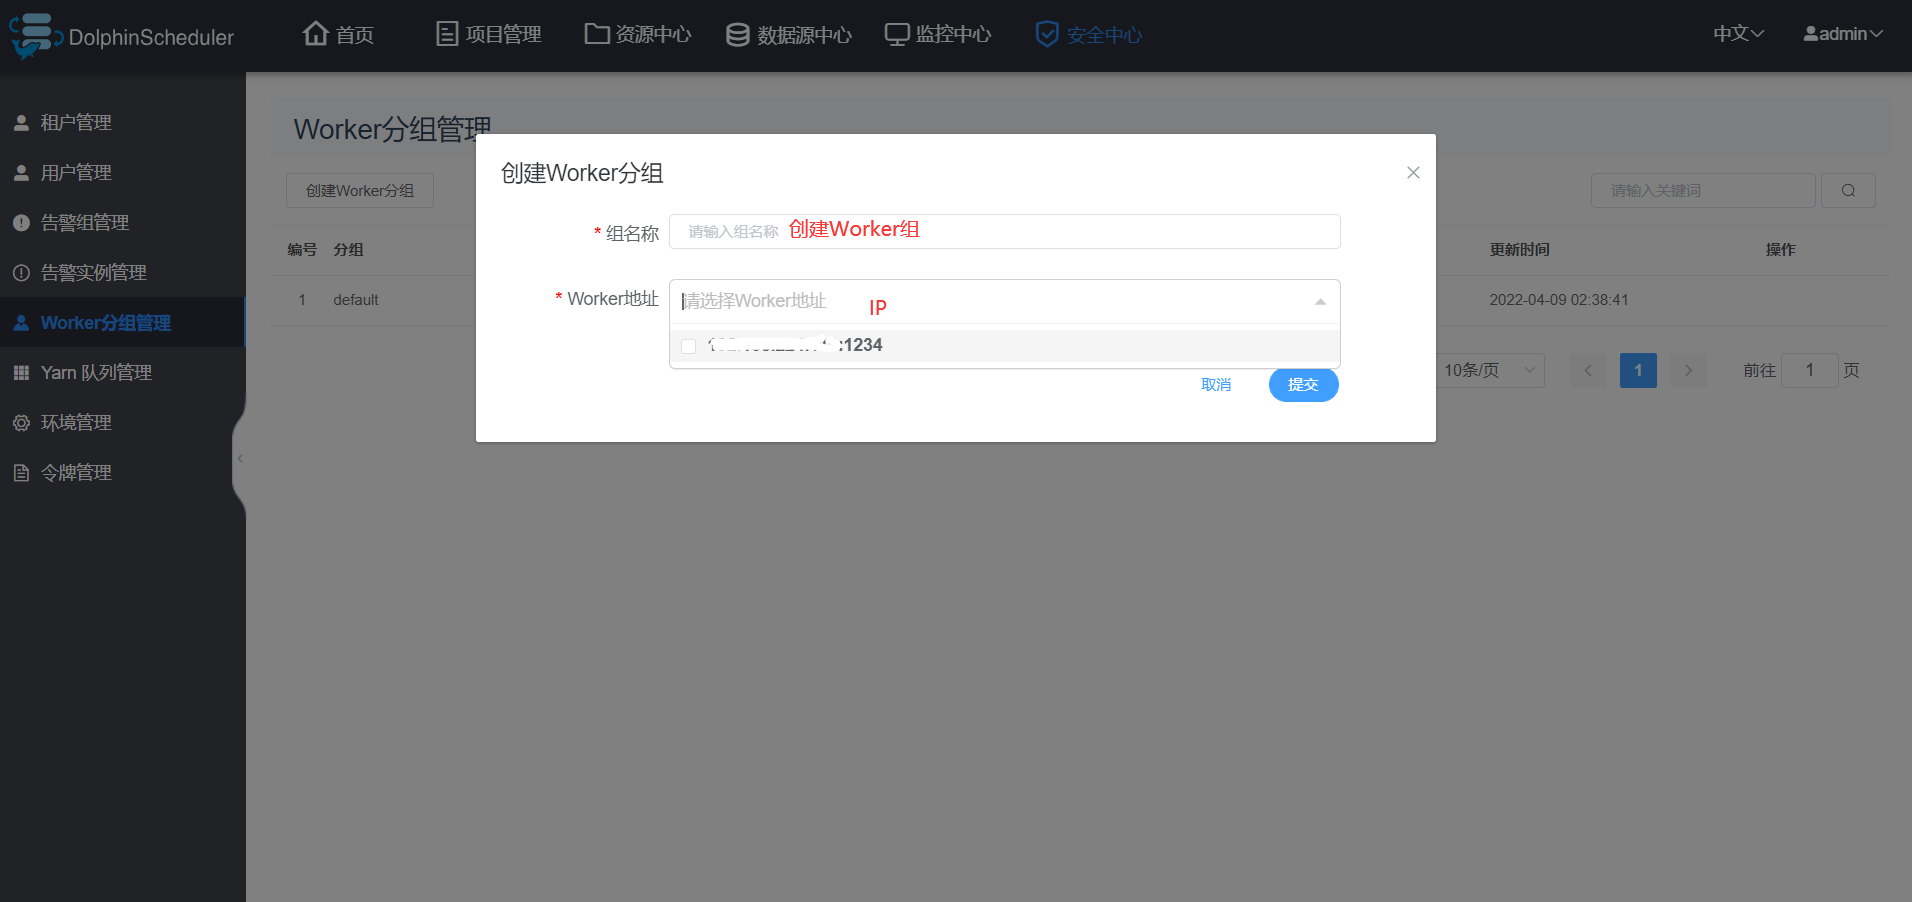 DolphinScheduler
首页
项目管理
资源中心
数据源中心
监控中心
安全中心
中文
admin
租户管理
用户管理
告警组管理
告警实例管理
Worker分组管理
Yarn 队列管理
环境管理
令牌管理
Worker分组管理
创建Worker分组
请输入关键词
编号 分组 更新时间 操作
1 default 2022-04-09 02:38:41
10条/页
1
前往 1 页
创建Worker分组
* 组名称 请输入组名称 创建Worker组
* Worker地址 请选择Worker地址 IP
:1234
取消
提交